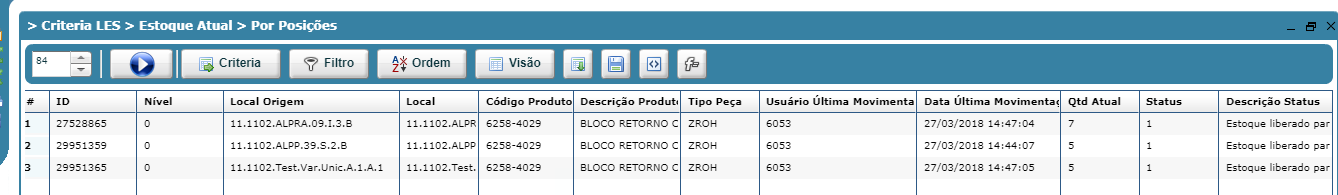 > Criteria LES > Estoque Atual > Por Posições
84 Criteria Filtro Ordem Visão
# ID Nível Local Origem Local Código Produto Descrição Produt Tipo Peça Usuário Última Movimenta Data Última Movimentaç Qtd Atual Status Descrição Status
1 27528865 0 11.1102.ALPRA.09.I.3.B 11.1102.ALPR 6258-4029 BLOCO RETORNO C ZROH 6053 27/03/2018 14:47:04 7 1 Estoque liberado par
2 29951359 0 11.1102.ALPP.39.S.2.B 11.1102.ALPP 6258-4029 BLOCO RETORNO C ZROH 6053 27/03/2018 14:44:07 5 1 Estoque liberado par
3 29951365 0 11.1102.Test.Var.Unic.A.1.A.1 11.1102.Test. 6258-4029 BLOCO RETORNO C ZROH 6053 27/03/2018 14:47:05 5 1 Estoque liberado par